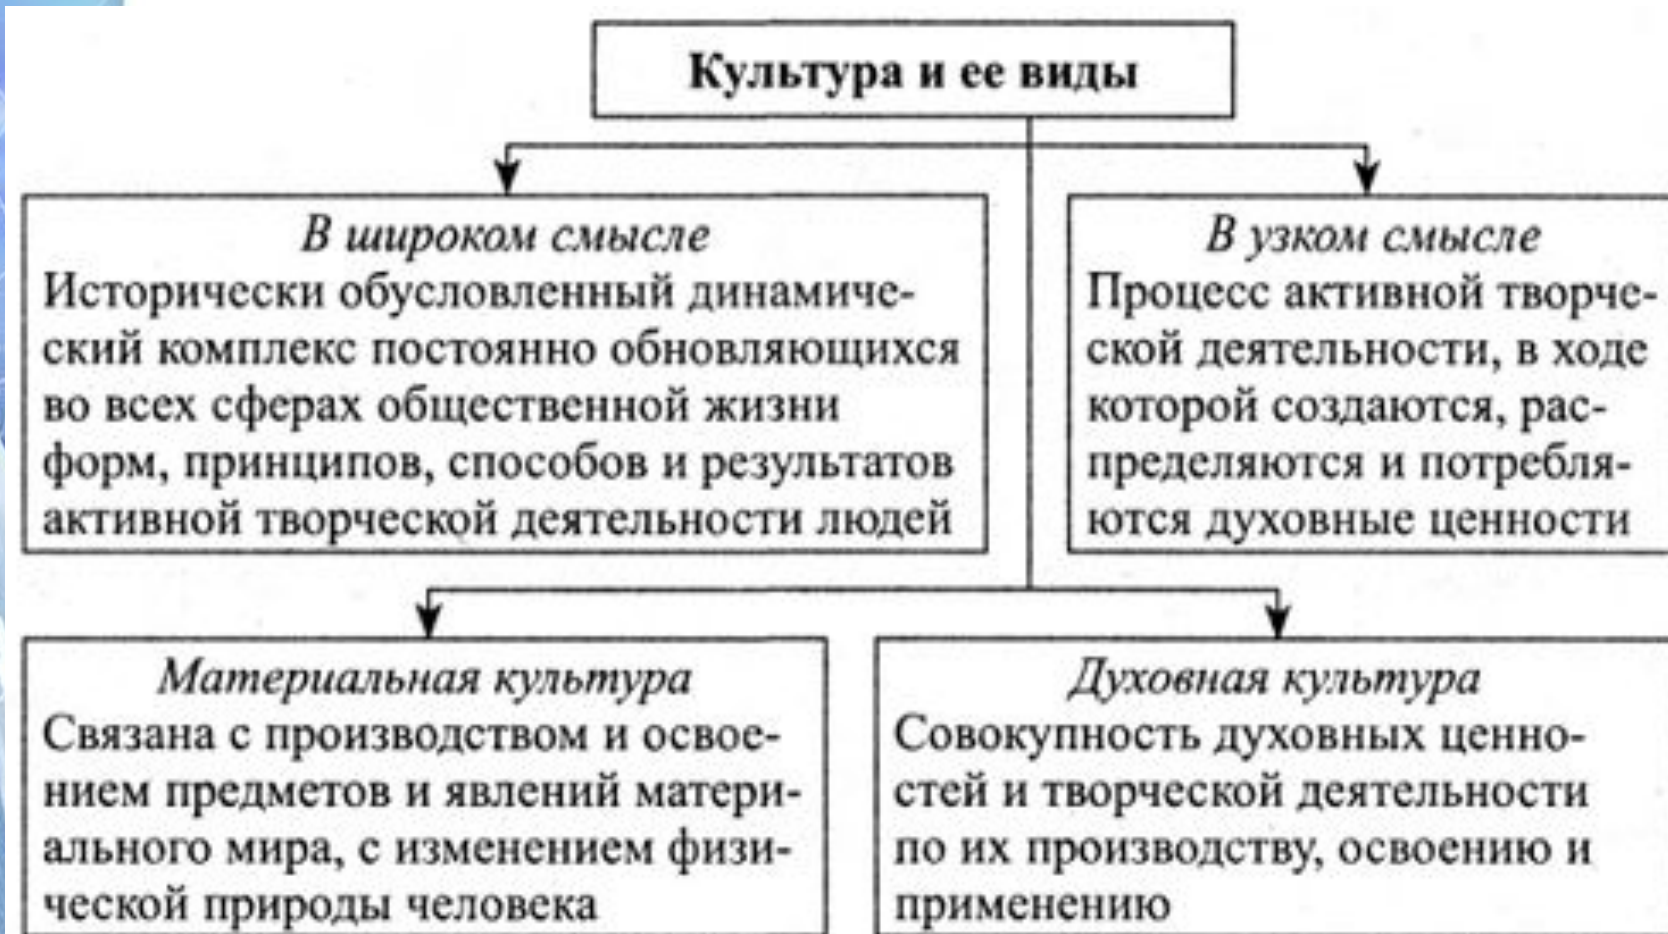 Культура и ее виды
В широком смысле
Исторически обусловленный динамиче-
ский комплекс постоянно обновляющихся
во всех сферах общественной жизни
форм, принципов, способов и результатов
активной творческой деятельности людей
В узком смысле
Процесс активной творче-
ской деятельности, в ходе
которой создаются, рас-
пределяются и потребля-
ются духовные ценности
Материальная культура
Связана с производством и освое-
нием предметов и явлений матери-
ального мира, с изменением физи-
ческой природы человека
Духовная культура
Совокупность духовных ценно-
стей и творческой деятельности
по их производству, освоению и
применению